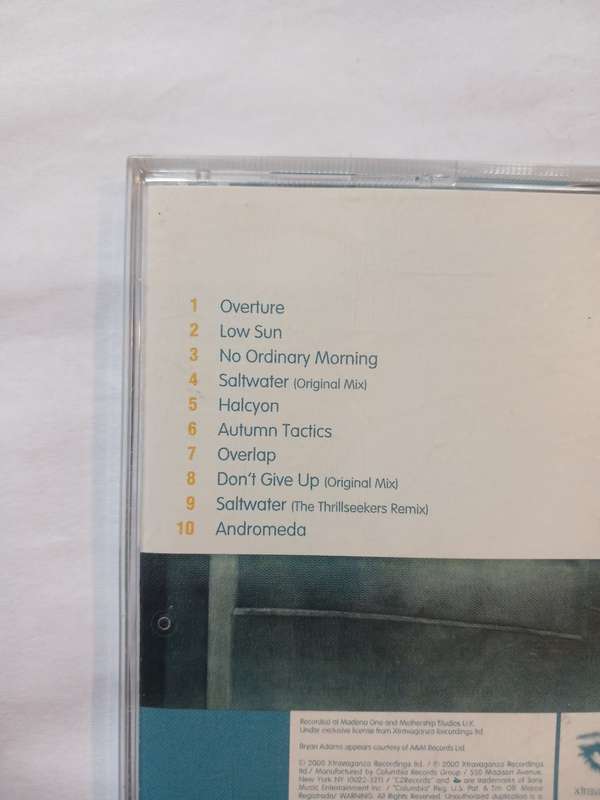 1 Overture
2 Low Sun
3 No Ordinary Morning
4 Saltwater (Original Mix)
5 Halcyon
6 Autumn Tactics
7 Overlap
8 Don't Give Up (Original Mix)
9 Saltwater (The Thrillseekers Remix)
10 Andromeda
Recorded at Madena One and Mothership Studios U.K.
Under exclusive license from Xtravaganza Recordings ltd.
Bryan Adams appears courtesy of A&M Records Ltd.
© 2000 Xtravaganza Recordings ltd. / ℗ 2000 Xtravaganza Recordings
ltd./ Manufactured by Columbia Records Group / 550 Madison Avenue,
New York, NY 10022-3211 / "C2Records" and are trademarks of Sony
Music Entertainment Inc. / "Columbia" Reg. U.S. Pat. & Tm. Off. Marca
Registrada/ WARNING: All Rights Reserved. Unauthorized duplication is a